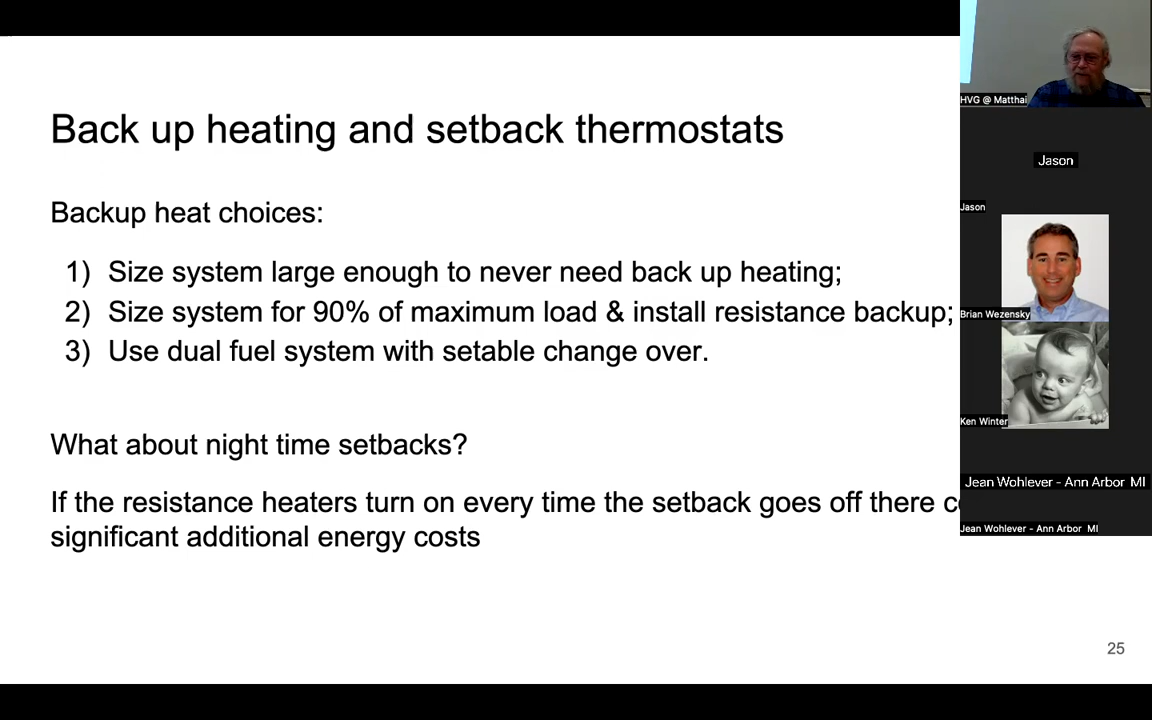 Back up heating and setback thermostats
Backup heat choices:
1) Size system large enough to never need back up heating;
2) Size system for 90% of maximum load & install resistance backup;
3) Use dual fuel system with setable change over.
What about night time setbacks?
If the resistance heaters turn on every time the setback goes off there
significant additional energy costs
25
HVG @ Matthai
Jason
Jason
Brian Wezensky
Ken Winter
Jean Wohlever - Ann Arbor MI
Jean Wohlever - Ann Arbor MI